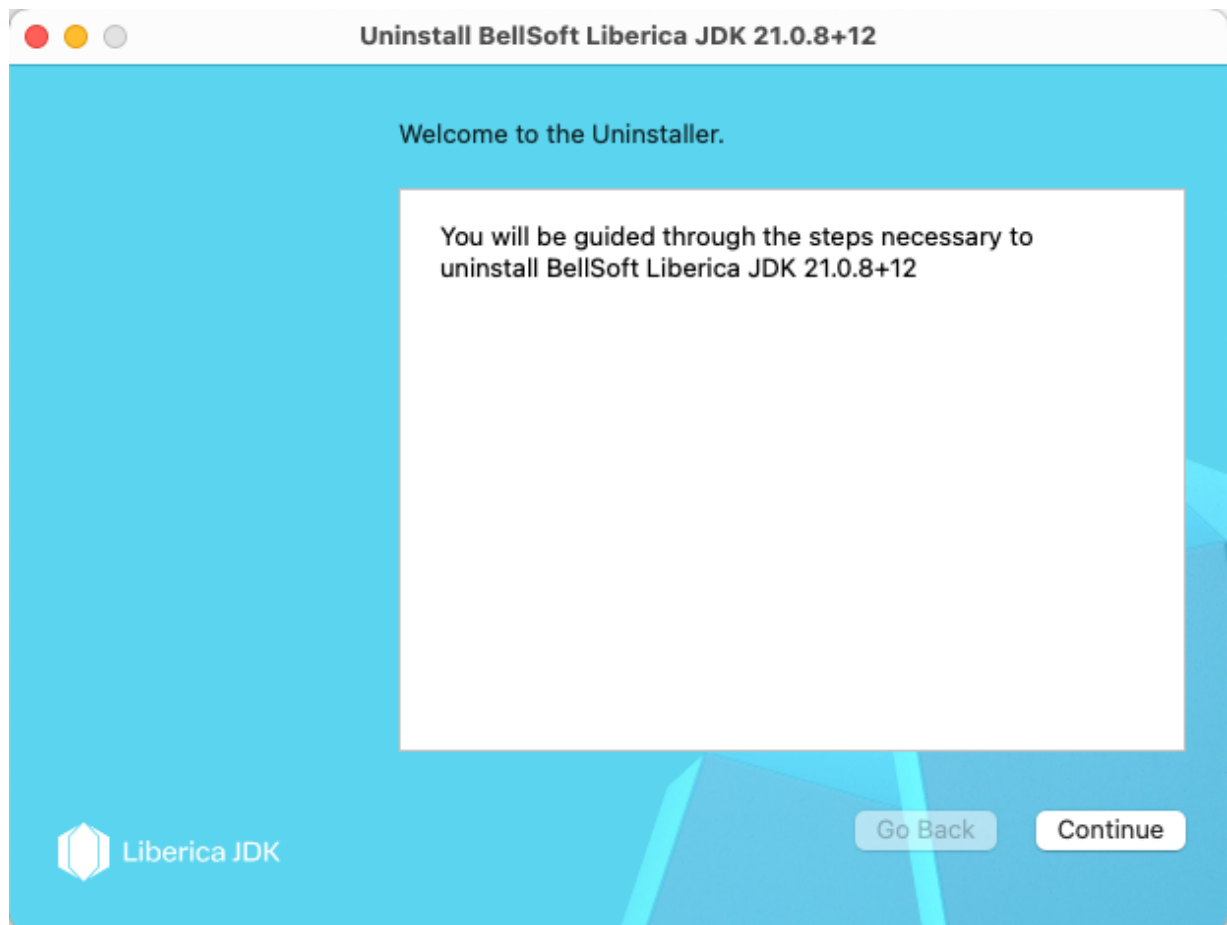 Uninstall BellSoft Liberica JDK 21.0.8+12
Welcome to the Uninstaller.
You will be guided through the steps necessary to
uninstall BellSoft Liberica JDK 21.0.8+12
Go Back
Continue
Liberica JDK